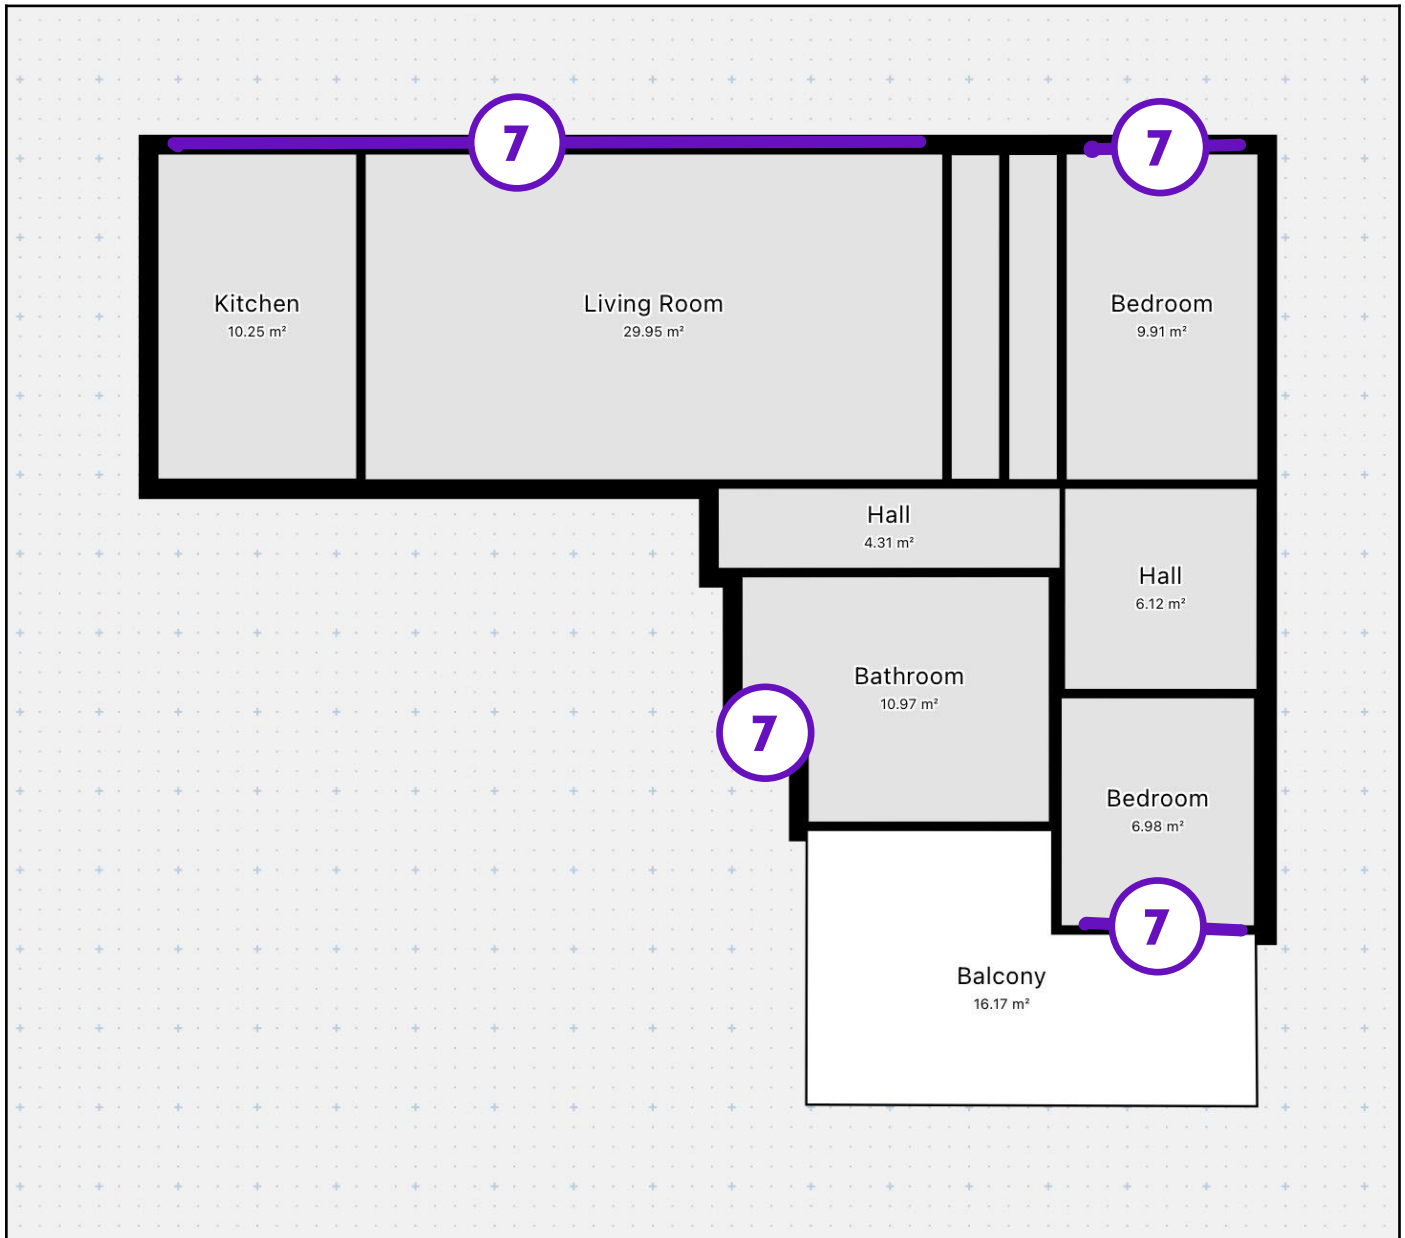 7
7
Kitchen
10.25 m²
Living Room
29.95 m²
Bedroom
9.91 m²
Hall
4.31 m²
Hall
6.12 m²
Bathroom
10.97 m²
7
Bedroom
6.98 m²
7
Balcony
16.17 m²